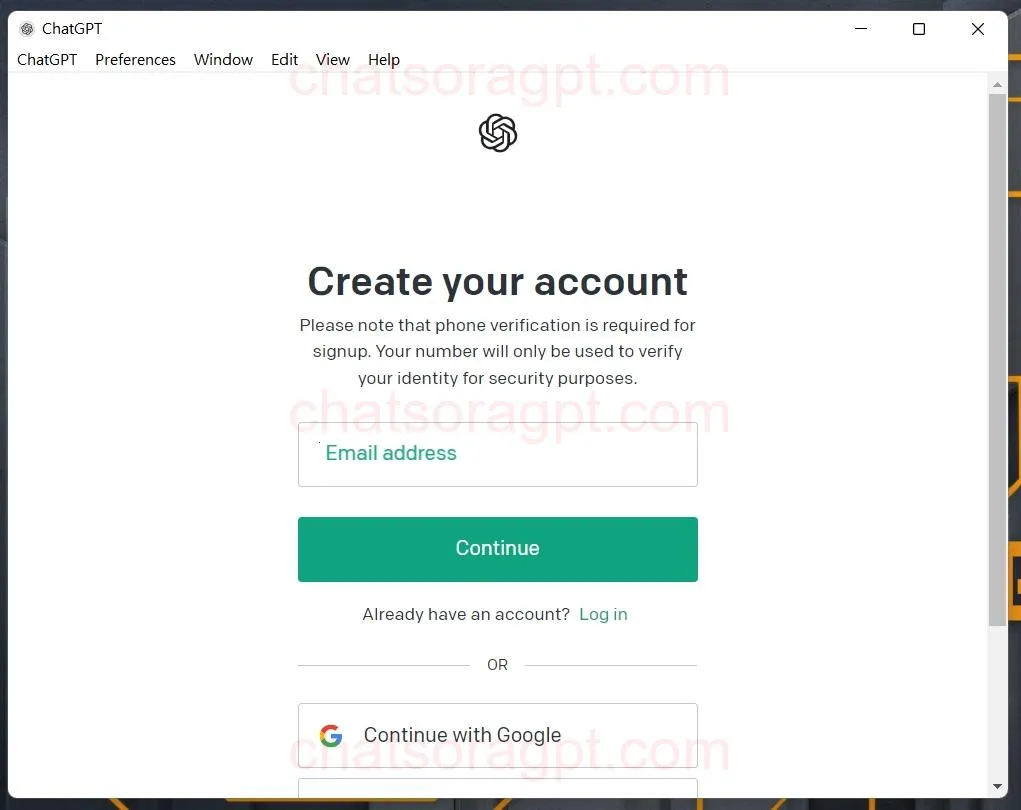 ChatGPT
ChatGPT Preferences Window Edit View Help
chatsoragpt.com
Create your account
Please note that phone verification is required for
signup. Your number will only be used to verify
your identity for security purposes.
chatsoragpt.com
Email address
Continue
Already have an account? Log in
OR
Continue with Google
chatsoragpt.com